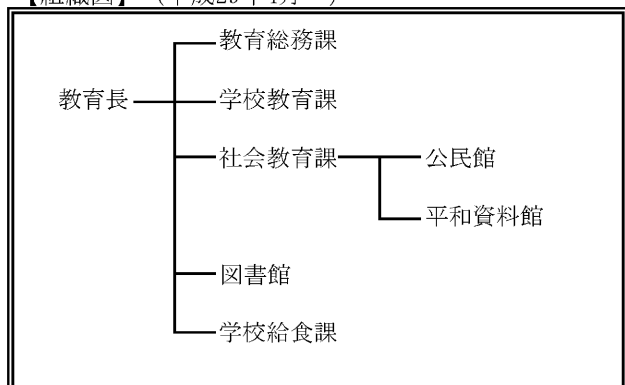 教育総務課
教育長
学校教育課
社会教育課
公民館
平和資料館
図書館
学校給食課